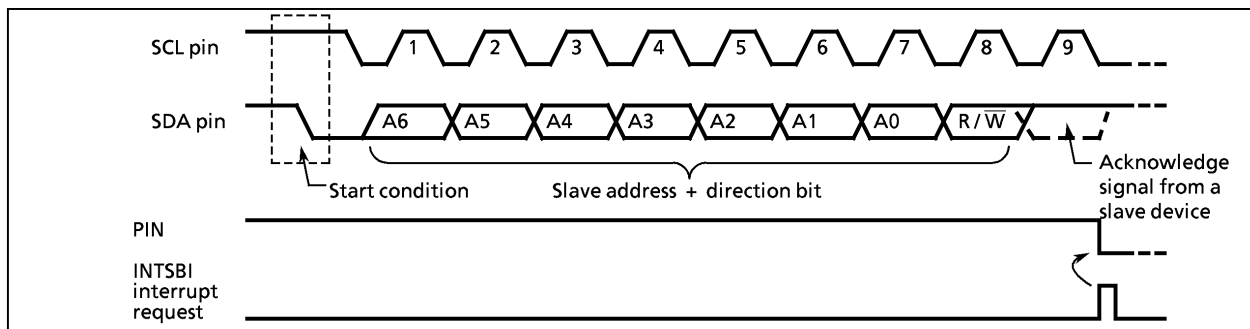 SCL pin
1 2 3 4 5 6 7 8 9
SDA pin
A6 A5 A4 A3 A2 A1 A0 R/W̅
Start condition
Slave address + direction bit
Acknowledge
signal from a
slave device
PIN
INTSBI
interrupt
request